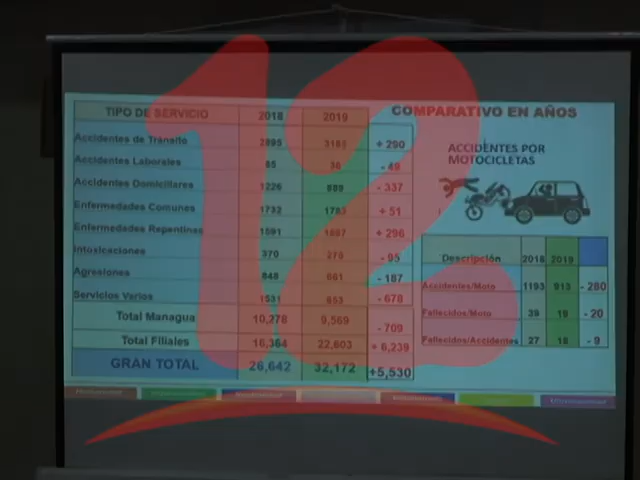 12
TIPO DE SERVICIO 2018 2019
Accidentes de Tránsito 2895 3185 + 290
Accidentes Laborales 85 36 - 49
Accidentes Domiciliares 1226 889 - 337
Enfermedades Comunes 1732 1783 + 51
Enfermedades Repentinas 1591 1887 + 296
Intoxicaciones 370 275 - 95
Agresiones 848 661 - 187
Servicios Varios 1531 853 - 678
Total Managua 10,278 9,569 - 709
Total Filiales 16,364 22,603 + 6,239
GRAN TOTAL 26,642 32,172 +5,530
COMPARATIVO EN AÑOS
ACCIDENTES POR
MOTOCICLETAS
Descripción 2018 2019
Accidentes/Moto 1193 913 - 280
Fallecidos/Moto 39 19 - 20
Fallecidos/Accidentes 27 18 - 9